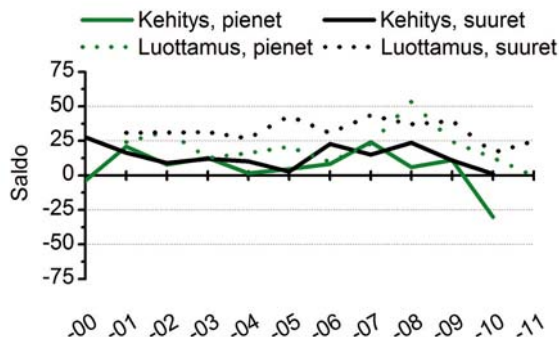 Kehitys, pienet Kehitys, suuret
Luottamus, pienet Luottamus, suuret
Saldo
75
50
25
0
-25
-50
-75
-00 -01 -02 -03 -04 -05 -06 -07 -08 -09 -10 -11